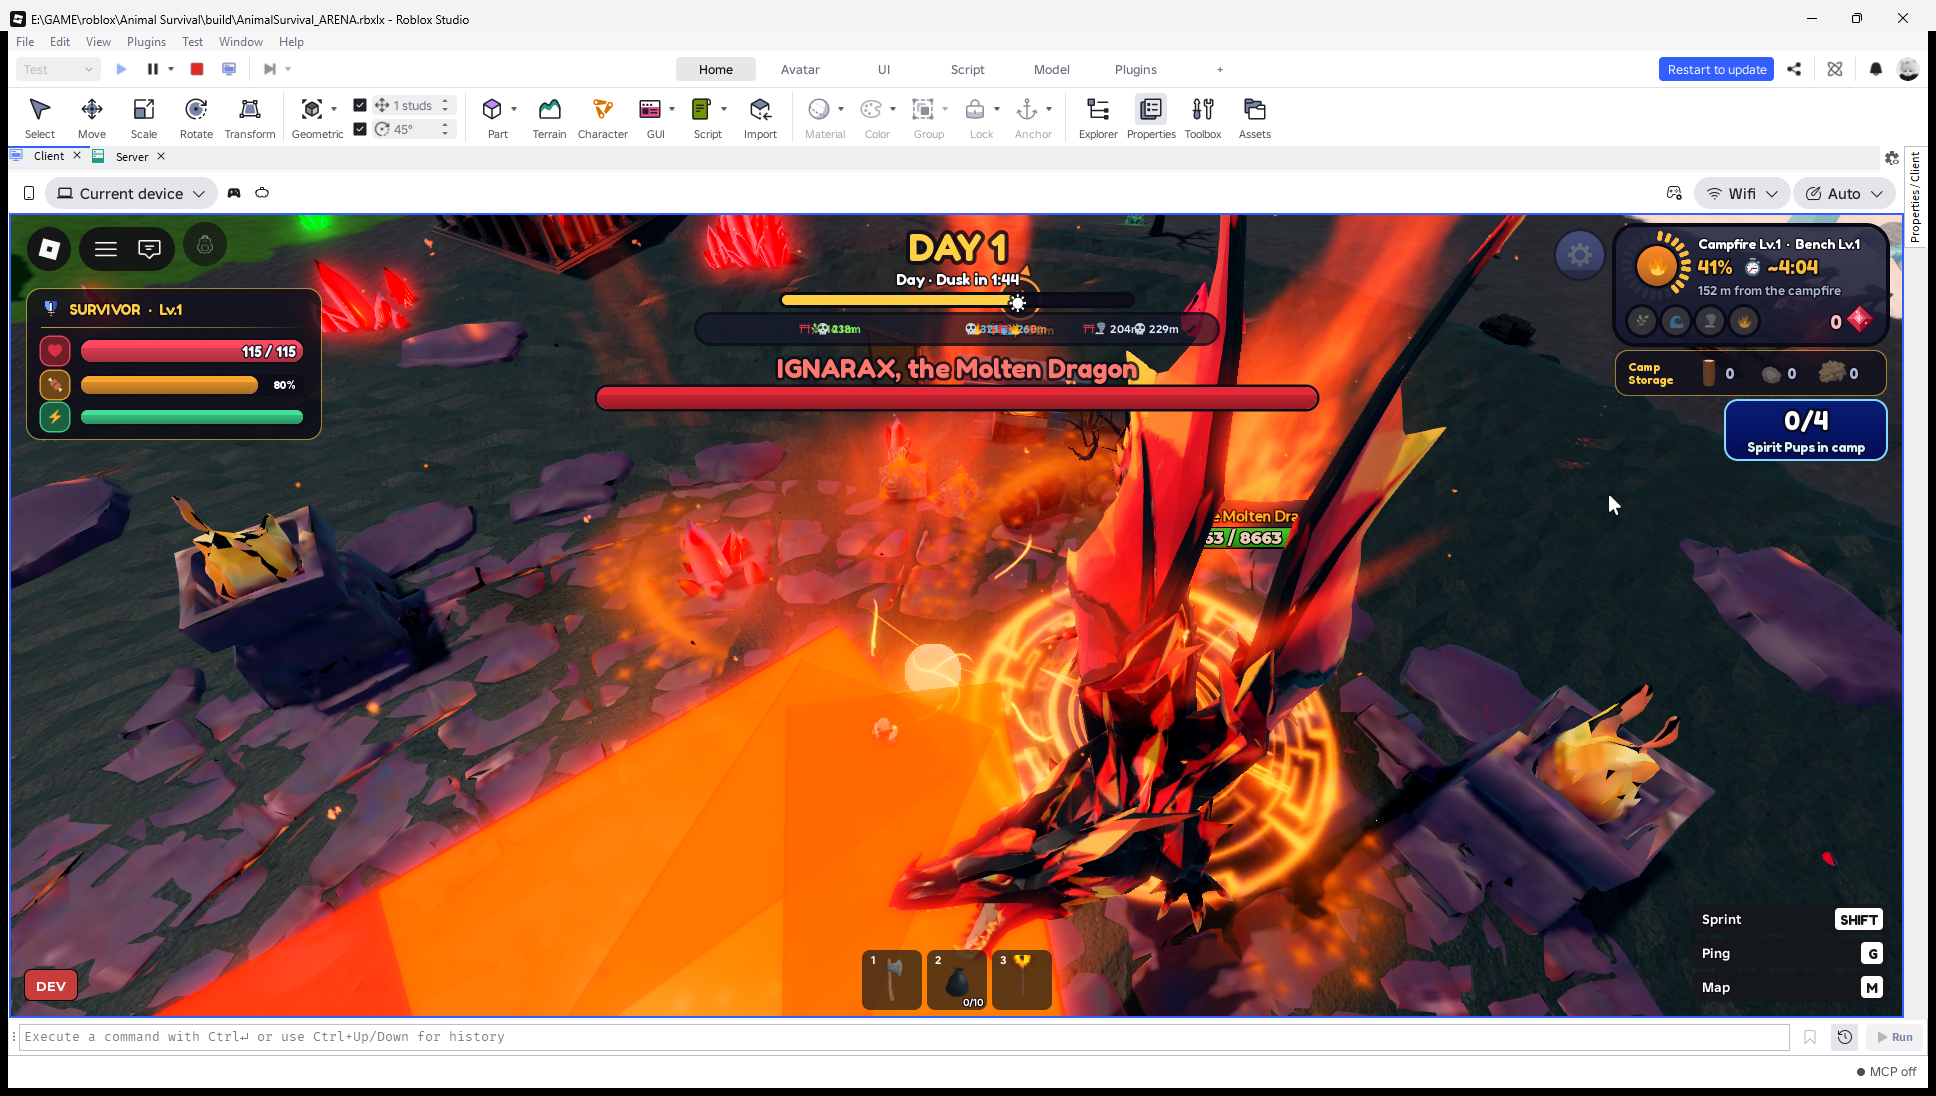 E:\GAME\roblox\Animal Survival\build\AnimalSurvival_ARENA.rbxlx - Roblox Studio
File Edit View Plugins Test Window Help
Test
Home Avatar UI Script Model Plugins +
Restart to update
Select Move Scale Rotate Transform Geometric
1 studs
45°
Part Terrain Character GUI Script Import Material Color Group Lock Anchor Explorer Properties Toolbox Assets
Client Server
Properties / Client
Current device
Wifi Auto
DAY 1
Day · Dusk in 1:44
204m 229m
IGNARAX, the Molten Dragon
SURVIVOR · Lv.1
115 / 115
80%
Campfire Lv.1 · Bench Lv.1
41% ~4:04
152 m from the campfire
0
Camp Storage 0 0 0
0/4
Spirit Pups in camp
e Molten Dra
63 / 8663
Sprint SHIFT
Ping G
Map M
DEV
1 2 3
0/10
Execute a command with Ctrl↵ or use Ctrl+Up/Down for history
Run
MCP off